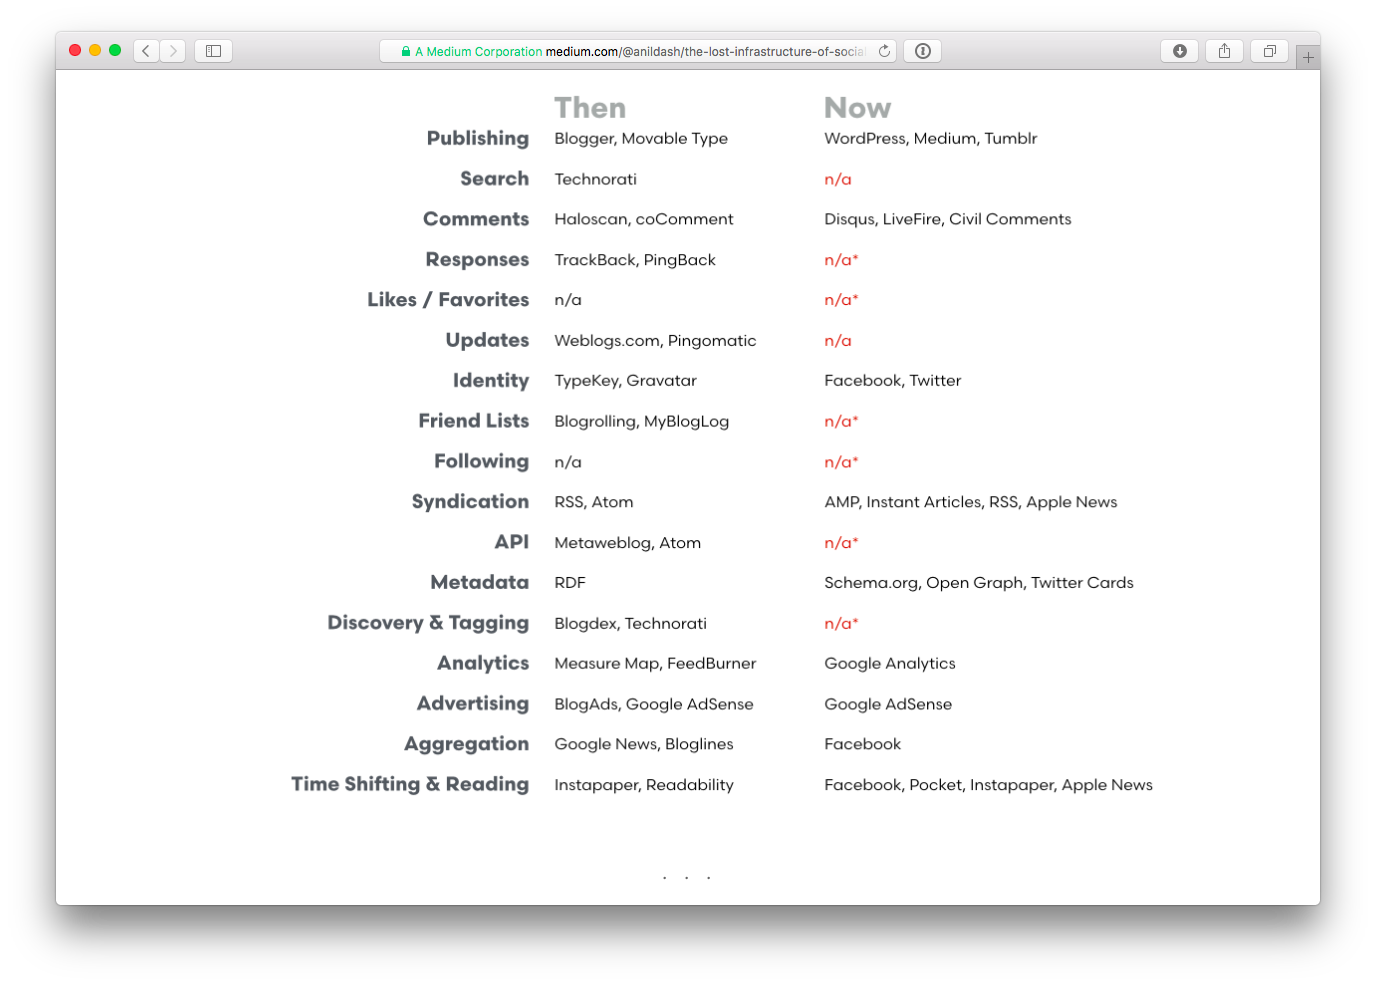 A Medium Corporation medium.com/@anildash/the-lost-infrastructure-of-socia
Then Now
Publishing Blogger, Movable Type WordPress, Medium, Tumblr
Search Technorati n/a
Comments Haloscan, coComment Disqus, LiveFire, Civil Comments
Responses TrackBack, PingBack n/a*
Likes / Favorites n/a n/a*
Updates Weblogs.com, Pingomatic n/a
Identity TypeKey, Gravatar Facebook, Twitter
Friend Lists Blogrolling, MyBlogLog n/a*
Following n/a n/a*
Syndication RSS, Atom AMP, Instant Articles, RSS, Apple News
API Metaweblog, Atom n/a*
Metadata RDF Schema.org, Open Graph, Twitter Cards
Discovery & Tagging Blogdex, Technorati n/a*
Analytics Measure Map, FeedBurner Google Analytics
Advertising BlogAds, Google AdSense Google AdSense
Aggregation Google News, Bloglines Facebook
Time Shifting & Reading Instapaper, Readability Facebook, Pocket, Instapaper, Apple News
. . .